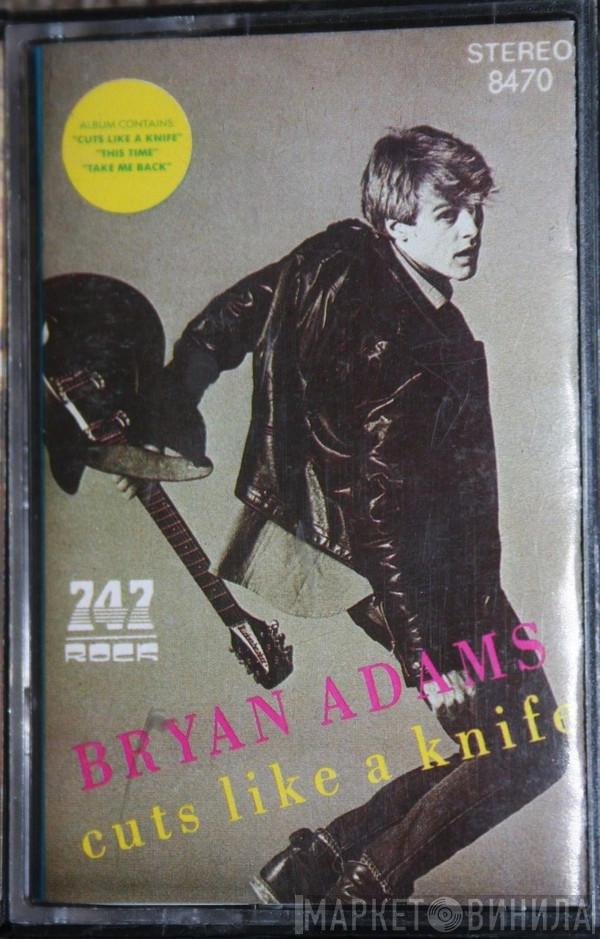 STEREO
8470
ALBUM CONTAINS:
"CUTS LIKE A KNIFE"
"THIS TIME"
"TAKE ME BACK"
747
ROCK
BRYAN ADAMS
cuts like a knife
МАРКЕТ ВИНИЛА